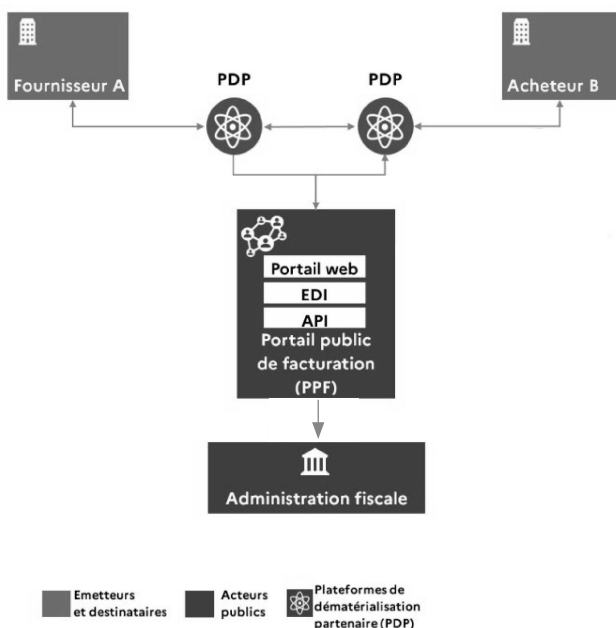 PDP
PDP
Fournisseur A
Acheteur B
Portail web
EDI
API
Portail public
de facturation
(PPF)
Administration fiscale
Emetteurs
et destinataires
Acteurs
publics
Plateformes de
dématérialisation
partenaire (PDP)